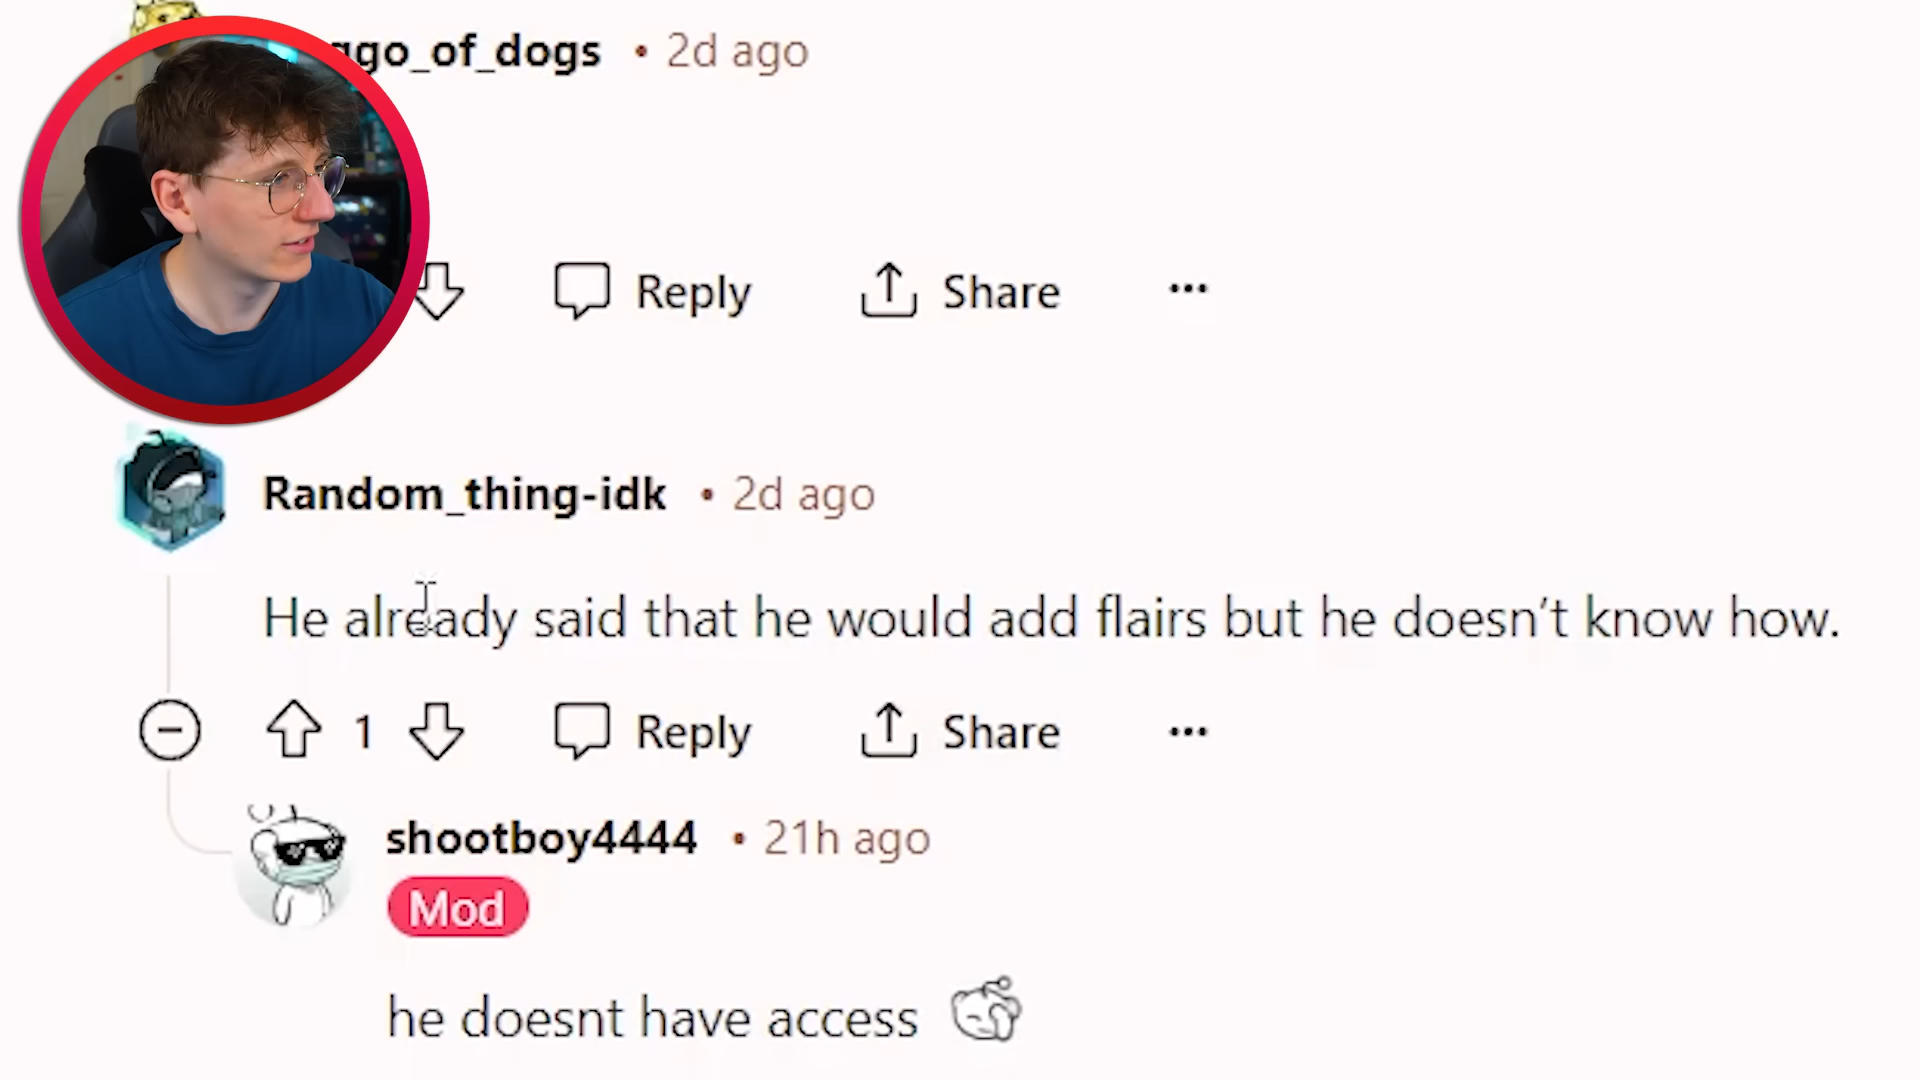 go_of_dogs • 2d ago
Reply Share
Random_thing-idk • 2d ago
He already said that he would add flairs but he doesn't know how.
1 Reply Share
shootboy4444 • 21h ago
Mod
he doesnt have access